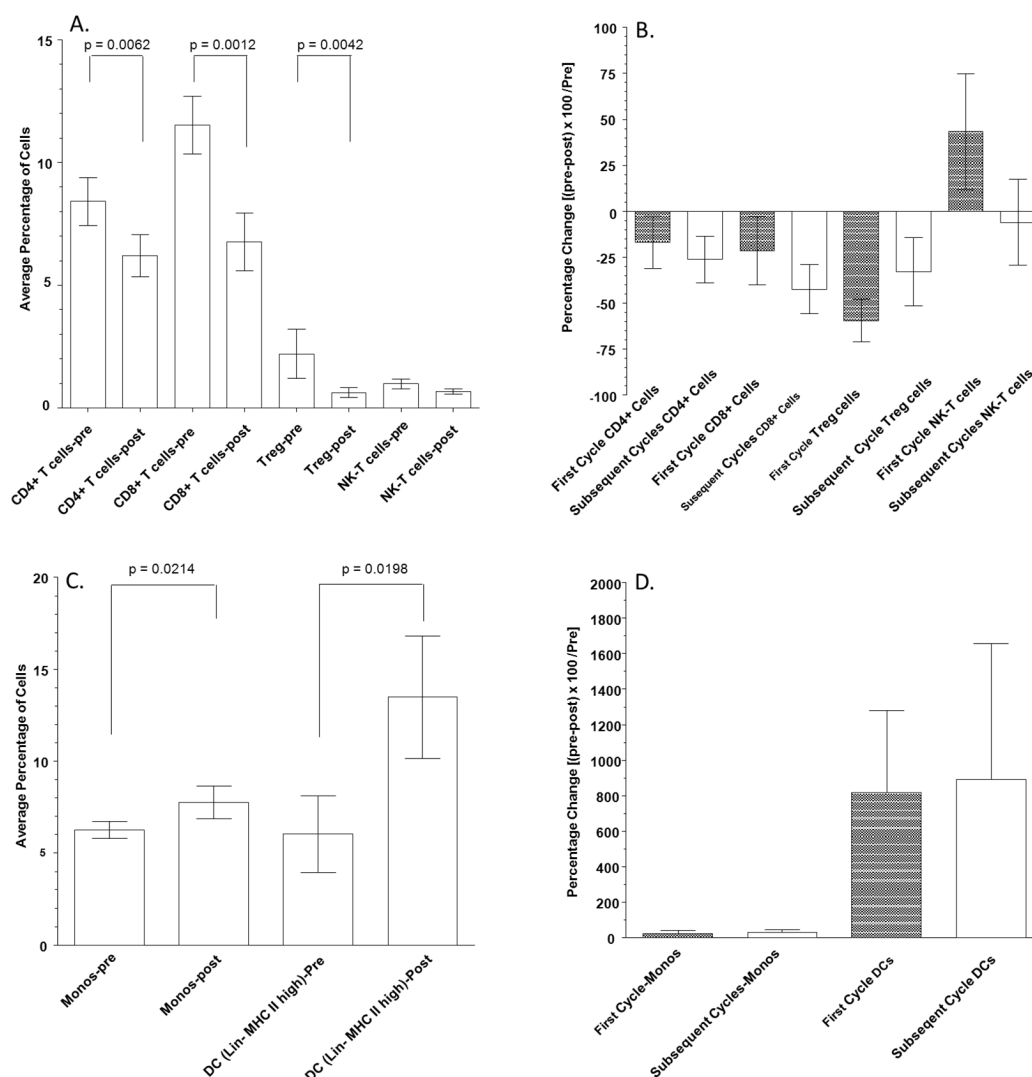 A.
15
10
5
0
Average Percentage of Cells
p = 0.0062
p = 0.0012
p = 0.0042
CD4+ T cells-pre
CD4+ T cells-post
CD8+ T cells-pre
CD8+ T cells-post
Treg-pre
Treg-post
NK-T cells-pre
NK-T cells-post
B.
100
75
50
25
0
-25
-50
-75
-100
Percentage Change [(pre-post) x 100 /Pre]
First Cycle CD4+ Cells
Subsequent Cycles CD4+ Cells
First Cycle CD8+ Cells
Susequent Cycles CD8+ Cells
First Cycle Treg cells
Subsequent Cycle Treg cells
First Cycle NK-T cells
Subsequent Cycles NK-T cells
C.
20
15
10
5
0
Average Percentage of Cells
p = 0.0214
p = 0.0198
Monos-pre
Monos-post
DC (Lin- MHC II high)-Pre
DC (Lin- MHC II high)-Post
D.
2000
1800
1600
1400
1200
1000
800
600
400
200
0
Percentage Change [(pre-post) x 100 /Pre]
First Cycle-Monos
Subsequent Cycles-Monos
First Cycle DCs
Subseqent Cycle DCs